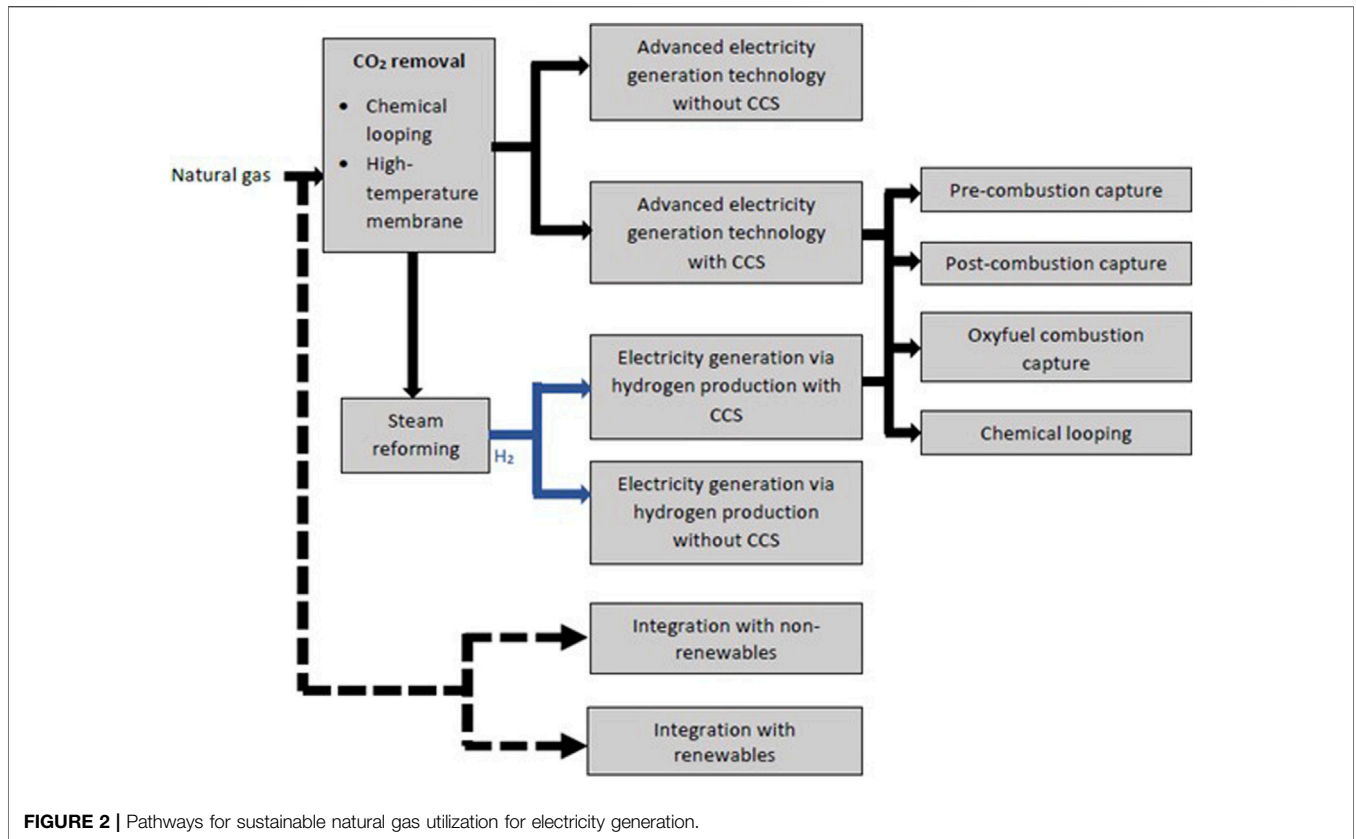 Natural gas
CO₂ removal
• Chemical
looping
• High-
temperature
membrane
Steam
reforming
H₂
Advanced electricity
generation technology
without CCS
Advanced electricity
generation technology
with CCS
Electricity generation via
hydrogen production with
CCS
Electricity generation via
hydrogen production
without CCS
Integration with non-
renewables
Integration with
renewables
Pre-combustion capture
Post-combustion capture
Oxyfuel combustion
capture
Chemical looping
FIGURE 2 | Pathways for sustainable natural gas utilization for electricity generation.